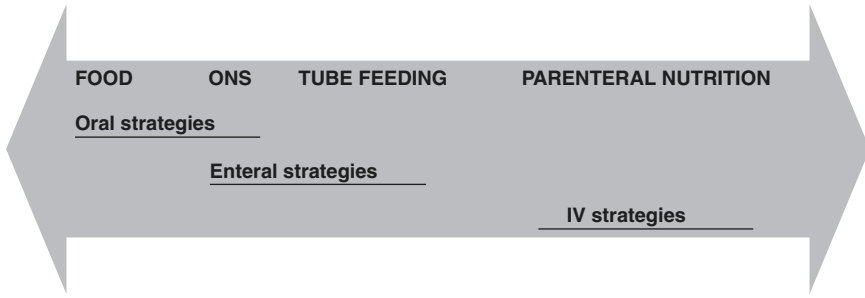 FOOD ONS TUBE FEEDING PARENTERAL NUTRITION
Oral strategies
Enteral strategies
IV strategies